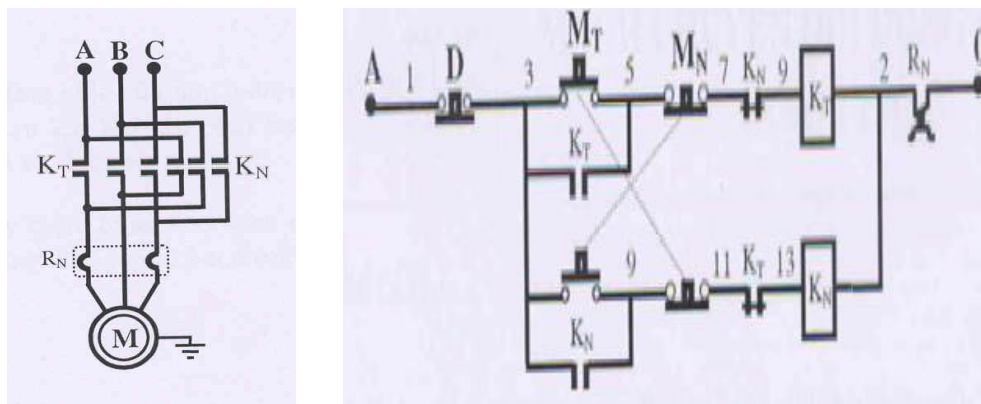 A B C
K_T K_N
R_N
M
M_T
A 1 D 3 5 M_N 7 K_N 9 K_T 2 R_N
K_T
9 11 K_T 13 K_N
K_N